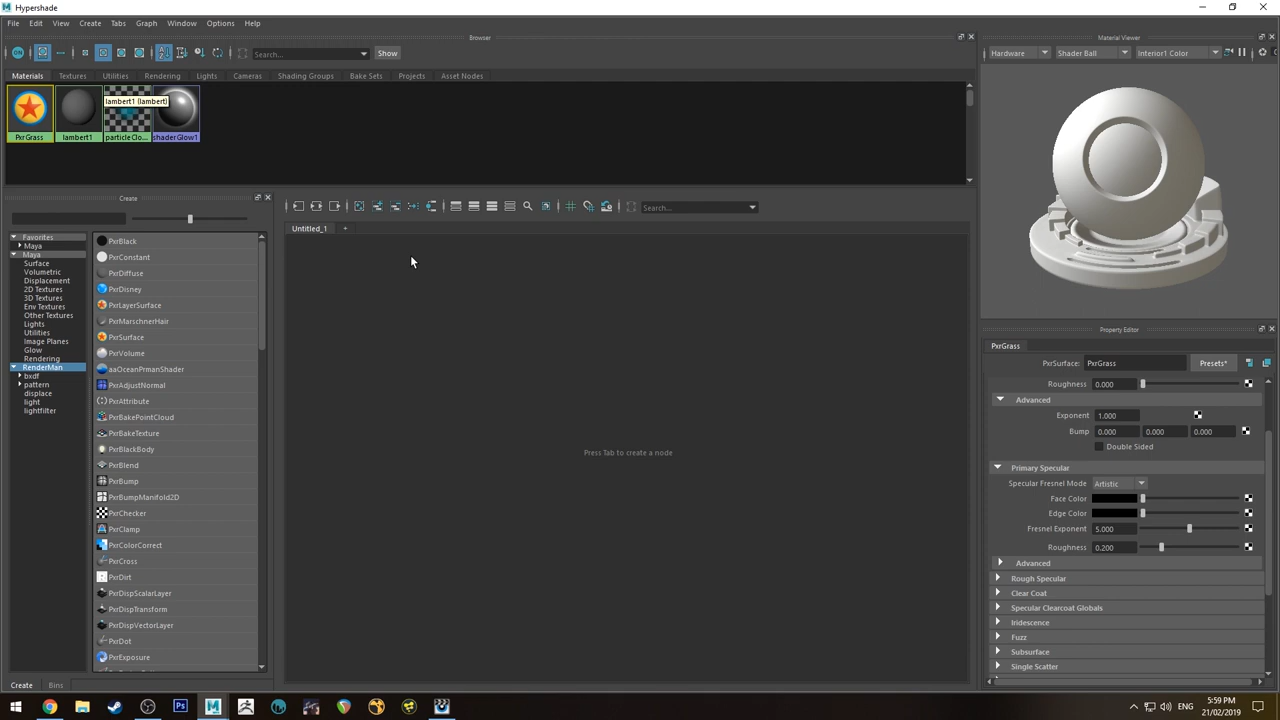 Hypershade
File Edit View Create Tabs Graph Window Options Help
Browser
ON Search... Show
Materials Textures Utilities Rendering Lights Cameras Shading Groups Bake Sets Projects Asset Nodes
lambert1 (lambert)
PxrGrass lambert1 particleClo... shaderGlow1
Create
Favorites
Maya
Maya
Surface
Volumetric
Displacement
2D Textures
3D Textures
Env Textures
Other Textures
Lights
Utilities
Image Planes
Glow
Rendering
RenderMan
bxdf
pattern
displace
light
lightfilter
PxrBlack
PxrConstant
PxrDiffuse
PxrDisney
PxrLayerSurface
PxrMarschnerHair
PxrSurface
PxrVolume
aaOceanPrmanShader
PxrAdjustNormal
PxrAttribute
PxrBakePointCloud
PxrBakeTexture
PxrBlackBody
PxrBlend
PxrBump
PxrBumpManifold2D
PxrChecker
PxrClamp
PxrColorCorrect
PxrCross
PxrDirt
PxrDispScalarLayer
PxrDispTransform
PxrDispVectorLayer
PxrDot
PxrExposure
Create Bins
Search...
Untitled_1 +
Press Tab to create a node
Material Viewer
Hardware Shader Ball Interior1 Color
Property Editor
PxrGrass
PxrSurface: PxrGrass Presets*
Roughness 0.000
Advanced
Exponent 1.000
Bump 0.000 0.000 0.000
Double Sided
Primary Specular
Specular Fresnel Mode Artistic
Face Color
Edge Color
Fresnel Exponent 5.000
Roughness 0.200
Advanced
Rough Specular
Clear Coat
Specular Clearcoat Globals
Iridescence
Fuzz
Subsurface
Single Scatter
ENG 5:59 PM
21/02/2019